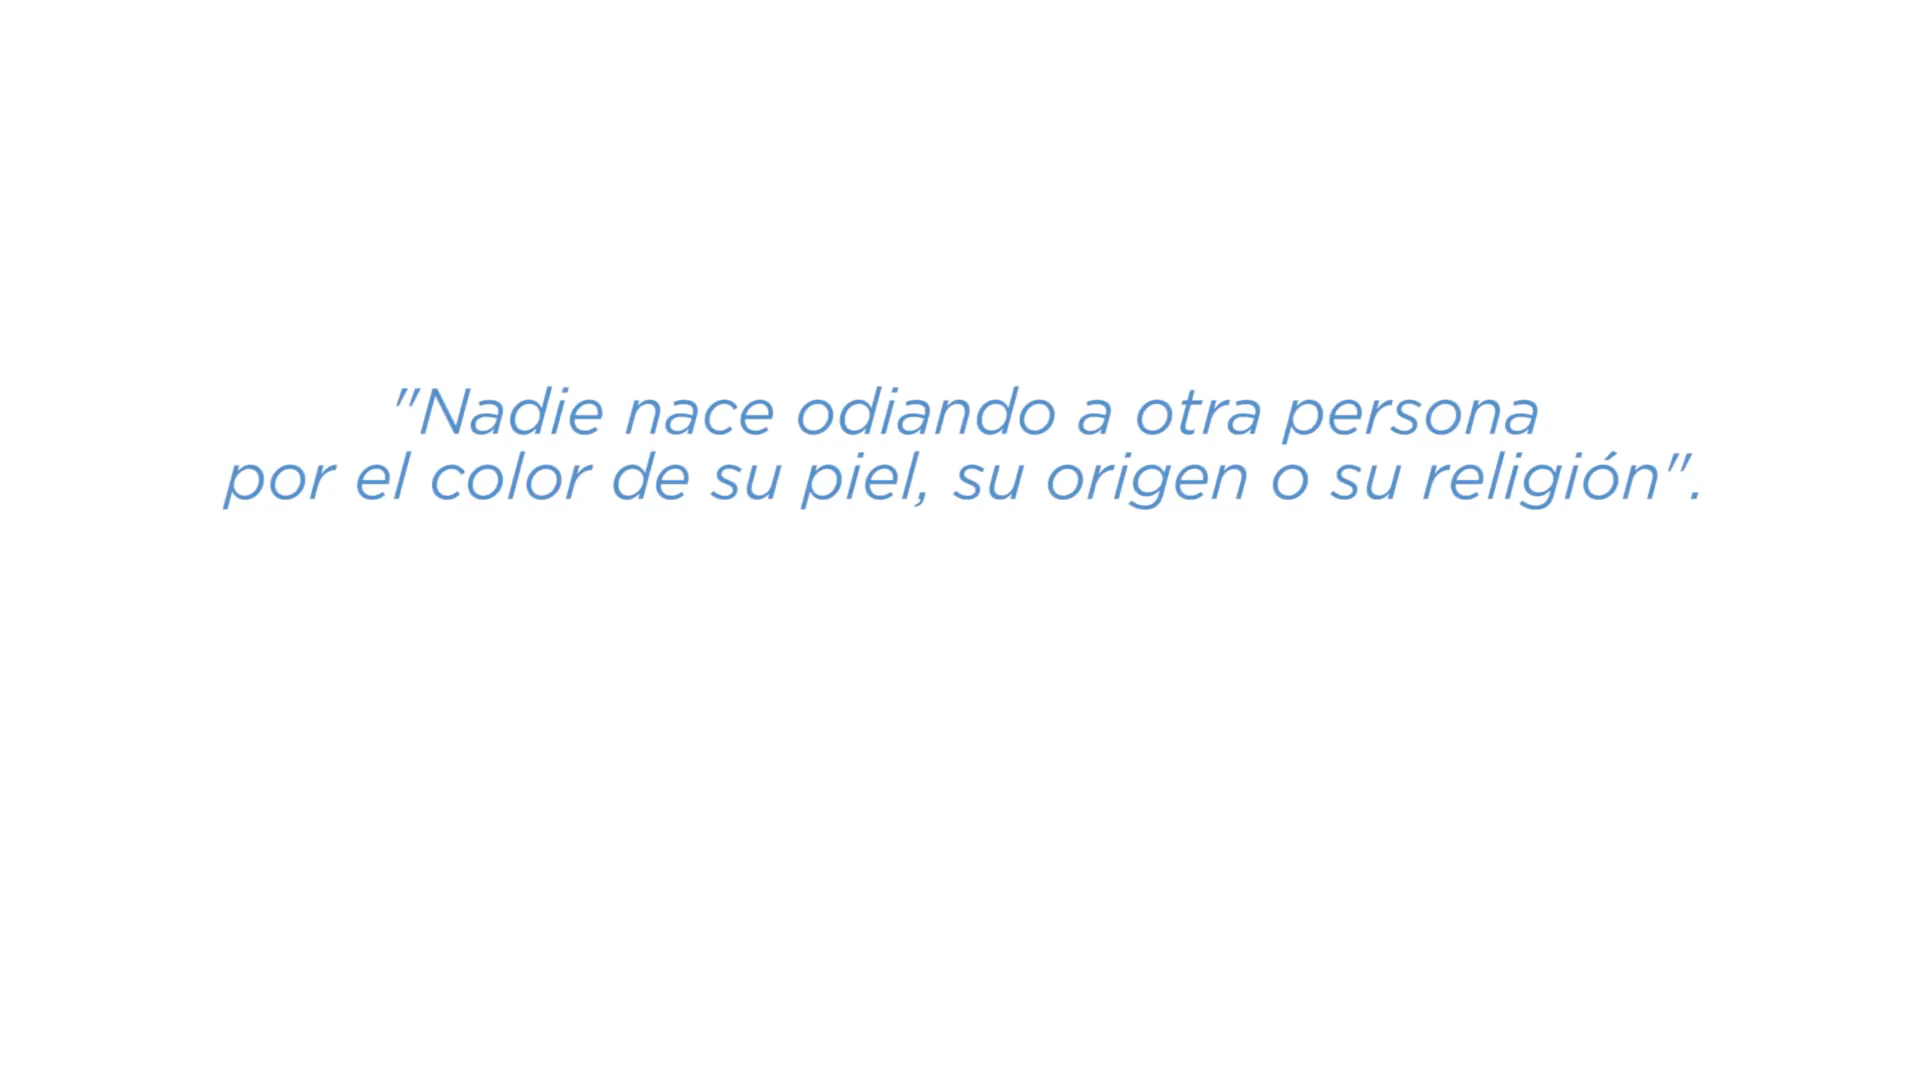 "Nadie nace odiando a otra persona
por el color de su piel, su origen o su religión".